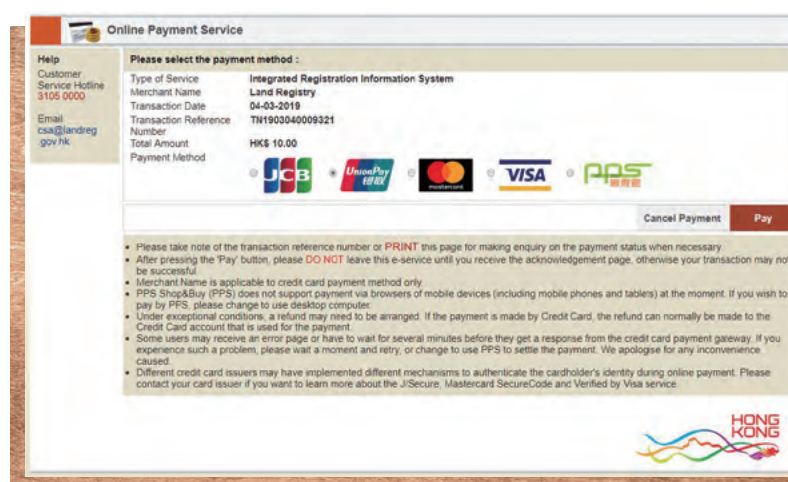 Online Payment Service
Help
Customer
Service Hotline
3105 0000
Email
csa@landreg
.gov.hk
Please select the payment method :
Type of Service Integrated Registration Information System
Merchant Name Land Registry
Transaction Date 04-03-2019
Transaction Reference Number TN1903040009321
Total Amount HK$ 10.00
Payment Method
JCB
UnionPay
银联
mastercard
VISA
PPS
繳費靈
Cancel Payment Pay
• Please take note of the transaction reference number or PRINT this page for making enquiry on the payment status when necessary.
• After pressing the 'Pay' button, please DO NOT leave this e-service until you receive the acknowledgement page, otherwise your transaction may not
be successful.
• Merchant Name is applicable to credit card payment method only.
• PPS Shop&Buy (PPS) does not support payment via browsers of mobile devices (including mobile phones and tablets) at the moment. If you wish to
pay by PPS, please change to use desktop computer.
• Under exceptional conditions, a refund may need to be arranged. If the payment is made by Credit Card, the refund can normally be made to the
Credit Card account that is used for the payment.
• Some users may receive an error page or have to wait for several minutes before they get a response from the credit card payment gateway. If you
experience such a problem, please wait a moment and retry, or change to use PPS to settle the payment. We apologise for any inconvenience
caused.
• Different credit card issuers may have implemented different mechanisms to authenticate the cardholder's identity during online payment. Please
contact your card issuer if you want to learn more about the J/Secure, Mastercard SecureCode and Verified by Visa service.
HONG
KONG